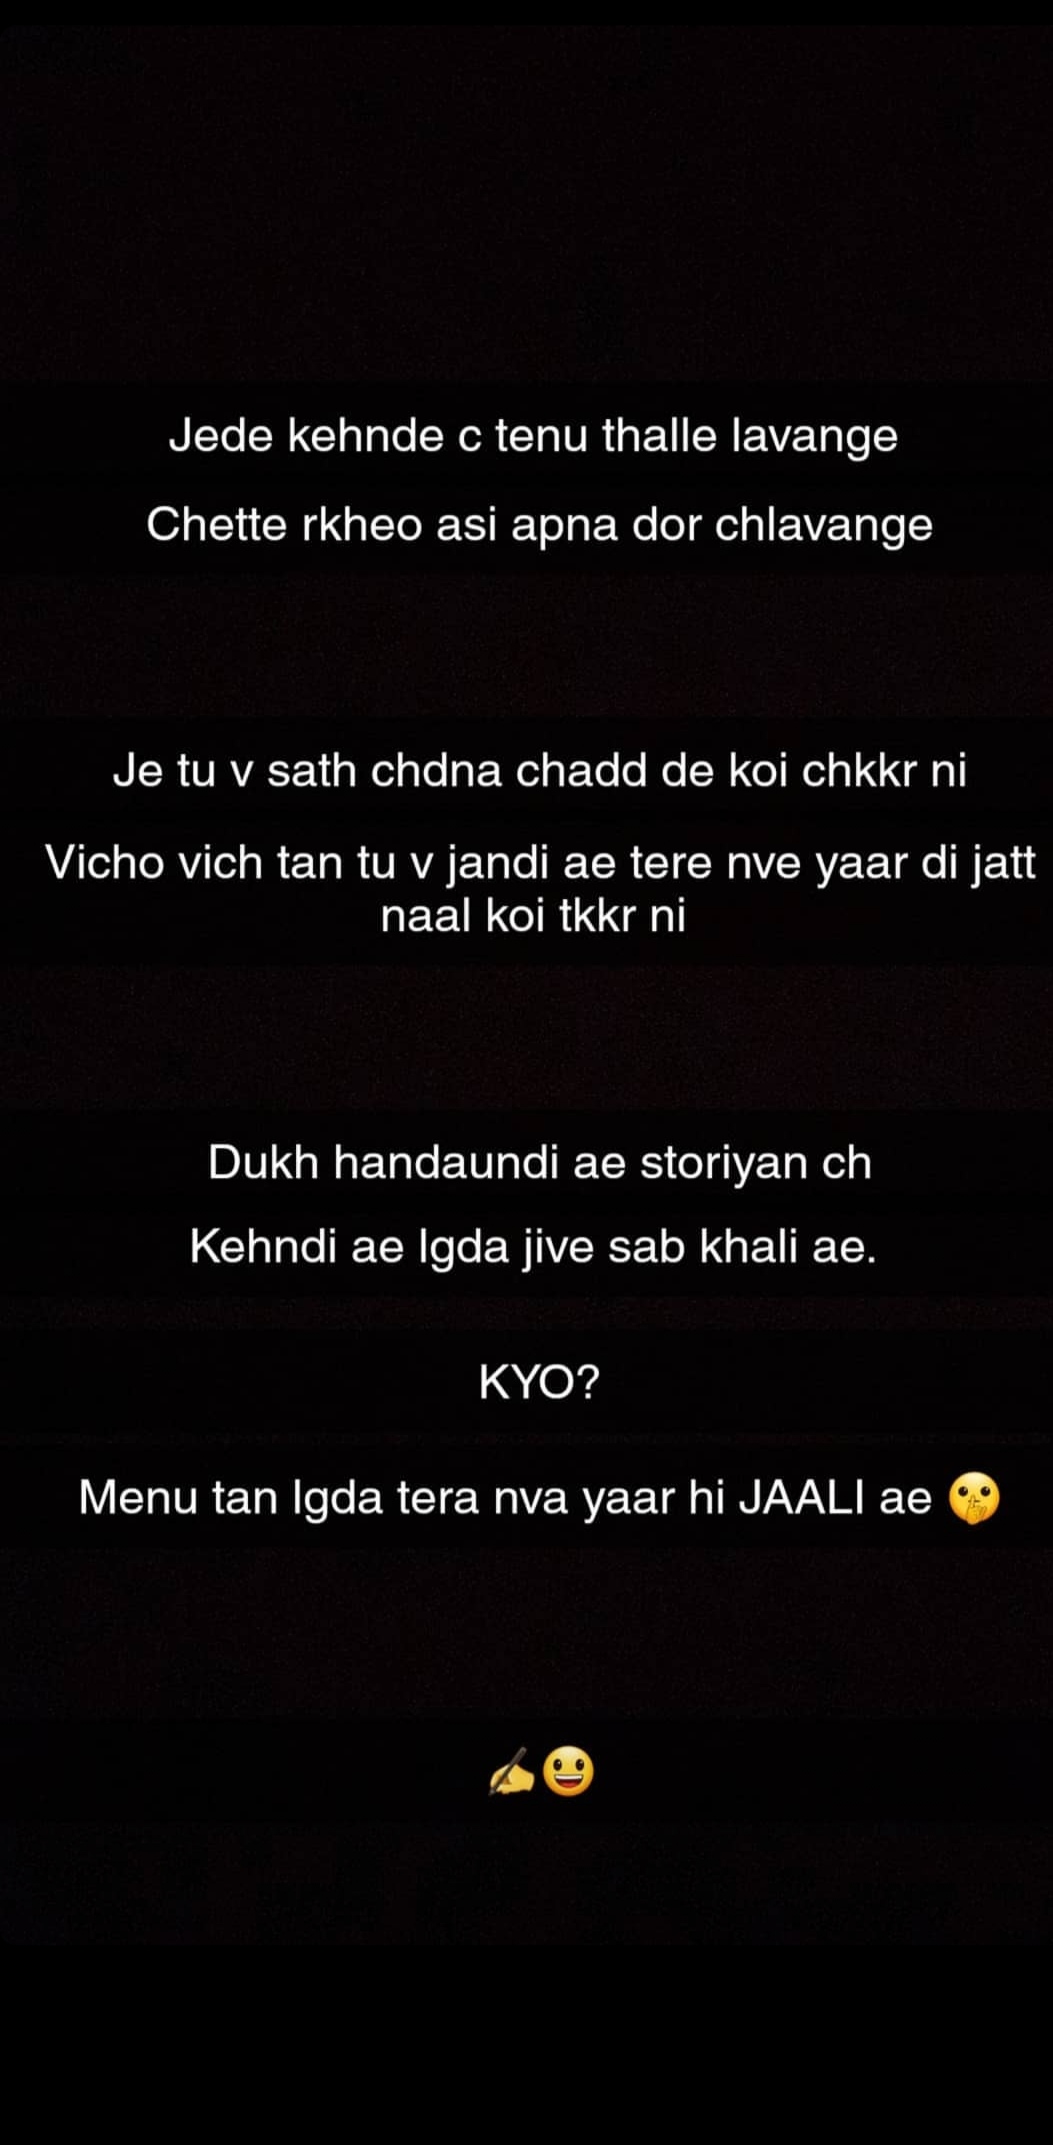 Jede kehnde c tenu thalle lavange
Chette rkheo asi apna dor chlavange
Je tu v sath chdna chadd de koi chkkr ni
Vicho vich tan tu v jandi ae tere nve yaar di jatt
naal koi tkkr ni
Dukh handaundi ae storiyan ch
Kehndi ae lgda jive sab khali ae.
KYO?
Menu tan lgda tera nva yaar hi JAALI ae 🤫
✍️😃